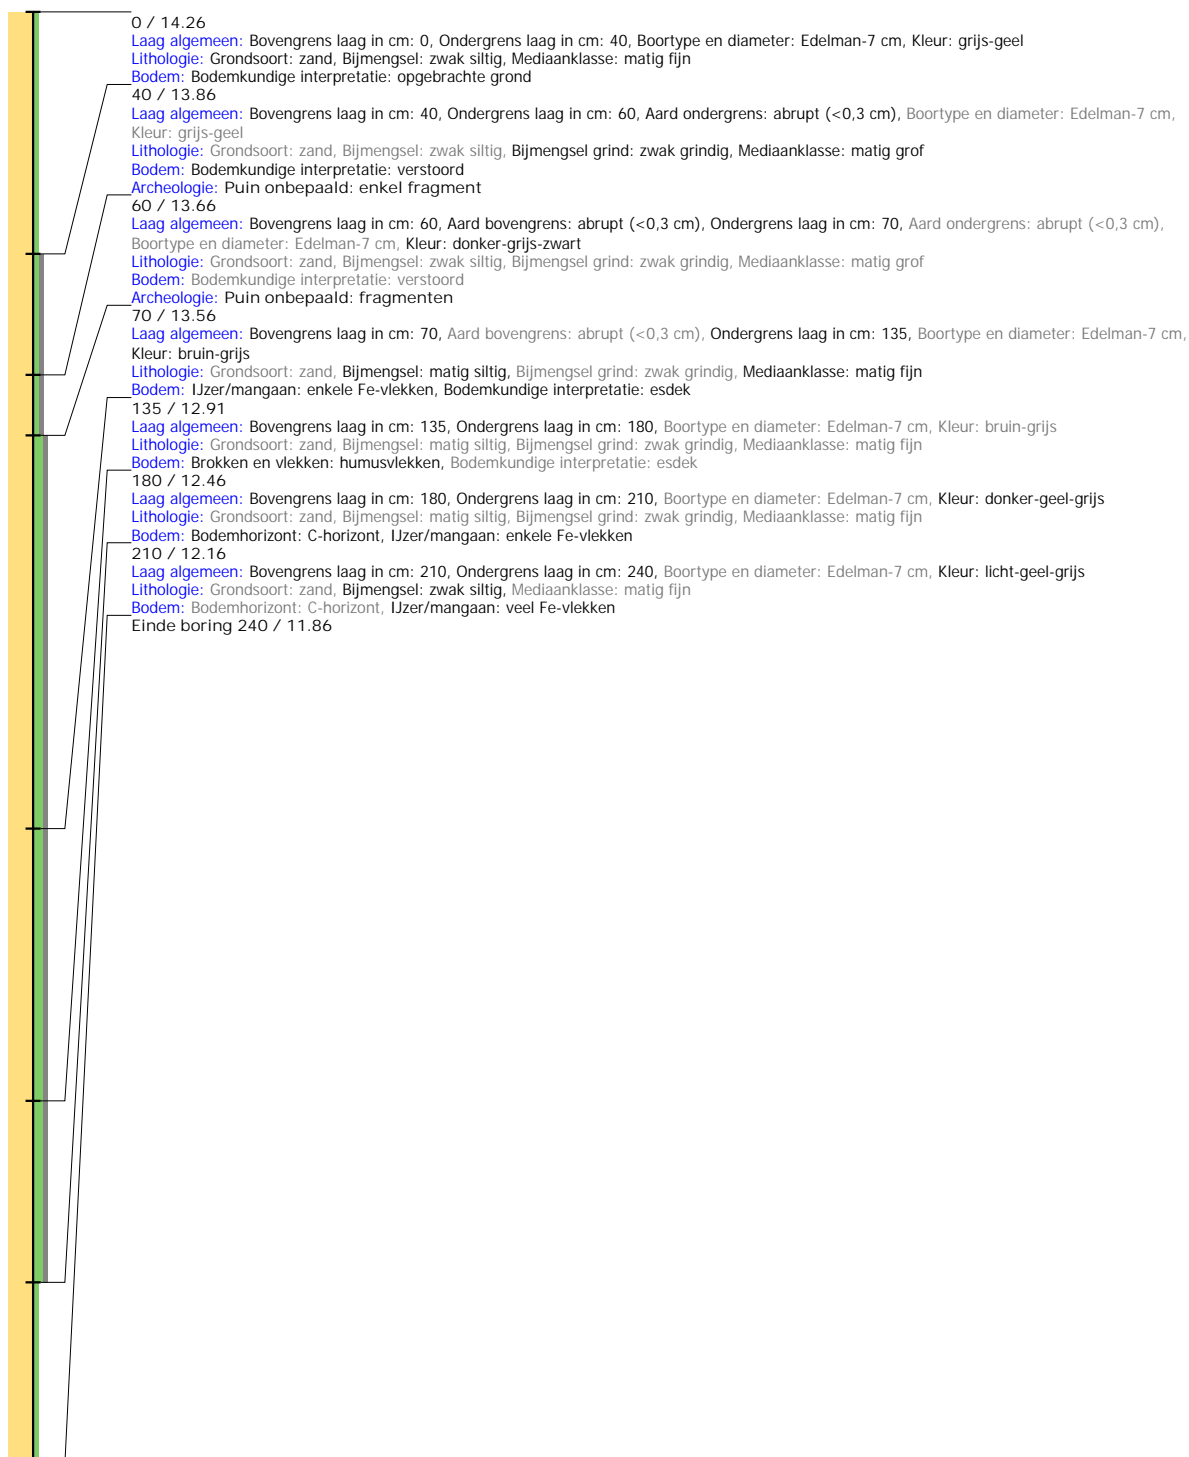 0 / 14.26
Laag algemeen: Bovengrens laag in cm: 0, Ondergrens laag in cm: 40, Boortype en diameter: Edelman-7 cm, Kleur: grijs-geel
Lithologie: Grondsoort: zand, Bijmengsel: zwak siltig, Mediaanklasse: matig fijn
Bodem: Bodemkundige interpretatie: opgebrachte grond
40 / 13.86
Laag algemeen: Bovengrens laag in cm: 40, Ondergrens laag in cm: 60, Aard ondergrens: abrupt (<0,3 cm), Boortype en diameter: Edelman-7 cm,
Kleur: grijs-geel
Lithologie: Grondsoort: zand, Bijmengsel: zwak siltig, Bijmengsel grind: zwak grindig, Mediaanklasse: matig grof
Bodem: Bodemkundige interpretatie: verstoord
Archeologie: Puin onbepaald: enkel fragment
60 / 13.66
Laag algemeen: Bovengrens laag in cm: 60, Aard bovengrens: abrupt (<0,3 cm), Ondergrens laag in cm: 70, Aard ondergrens: abrupt (<0,3 cm),
Boortype en diameter: Edelman-7 cm, Kleur: donker-grijs-zwart
Lithologie: Grondsoort: zand, Bijmengsel: zwak siltig, Bijmengsel grind: zwak grindig, Mediaanklasse: matig grof
Bodem: Bodemkundige interpretatie: verstoord
Archeologie: Puin onbepaald: fragmenten
70 / 13.56
Laag algemeen: Bovengrens laag in cm: 70, Aard bovengrens: abrupt (<0,3 cm), Ondergrens laag in cm: 135, Boortype en diameter: Edelman-7 cm,
Kleur: bruin-grijs
Lithologie: Grondsoort: zand, Bijmengsel: matig siltig, Bijmengsel grind: zwak grindig, Mediaanklasse: matig fijn
Bodem: IJzer/mangaan: enkele Fe-vlekken, Bodemkundige interpretatie: esdek
135 / 12.91
Laag algemeen: Bovengrens laag in cm: 135, Ondergrens laag in cm: 180, Boortype en diameter: Edelman-7 cm, Kleur: bruin-grijs
Lithologie: Grondsoort: zand, Bijmengsel: matig siltig, Bijmengsel grind: zwak grindig, Mediaanklasse: matig fijn
Bodem: Brokken en vlekken: humusvlekken, Bodemkundige interpretatie: esdek
180 / 12.46
Laag algemeen: Bovengrens laag in cm: 180, Ondergrens laag in cm: 210, Boortype en diameter: Edelman-7 cm, Kleur: donker-geel-grijs
Lithologie: Grondsoort: zand, Bijmengsel: matig siltig, Bijmengsel grind: zwak grindig, Mediaanklasse: matig fijn
Bodem: Bodemhorizont: C-horizont, IJzer/mangaan: enkele Fe-vlekken
210 / 12.16
Laag algemeen: Bovengrens laag in cm: 210, Ondergrens laag in cm: 240, Boortype en diameter: Edelman-7 cm, Kleur: licht-geel-grijs
Lithologie: Grondsoort: zand, Bijmengsel: zwak siltig, Mediaanklasse: matig fijn
Bodem: Bodemhorizont: C-horizont, IJzer/mangaan: veel Fe-vlekken
Einde boring 240 / 11.86